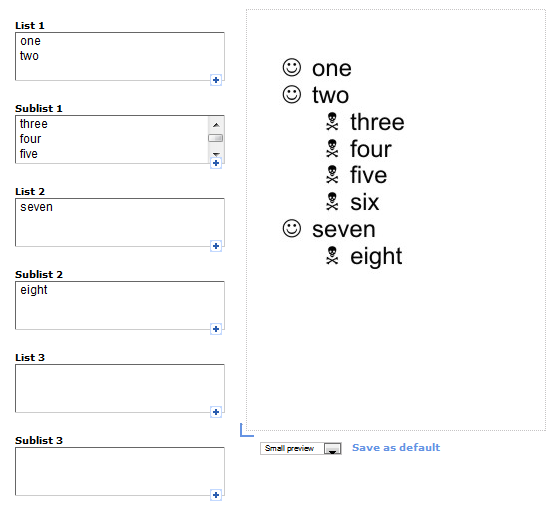 List 1
one
two
Sublist 1
three
four
five
List 2
seven
Sublist 2
eight
List 3
Sublist 3
☺ one
☺ two
☠ three
☠ four
☠ five
☠ six
☺ seven
☠ eight
Small preview
Save as default